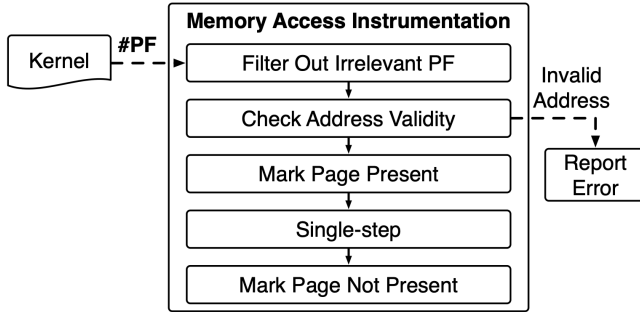 Memory Access Instrumentation
#PF
Kernel
Filter Out Irrelevant PF
Invalid
Address
Check Address Validity
Report
Error
Mark Page Present
Single-step
Mark Page Not Present